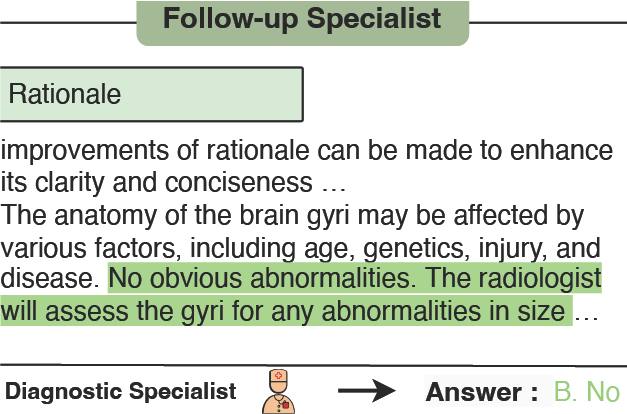 Follow-up Specialist
Rationale
improvements of rationale can be made to enhance
its clarity and conciseness …
The anatomy of the brain gyri may be affected by
various factors, including age, genetics, injury, and
disease. No obvious abnormalities. The radiologist
will assess the gyri for any abnormalities in size …
Diagnostic Specialist Answer : B. No